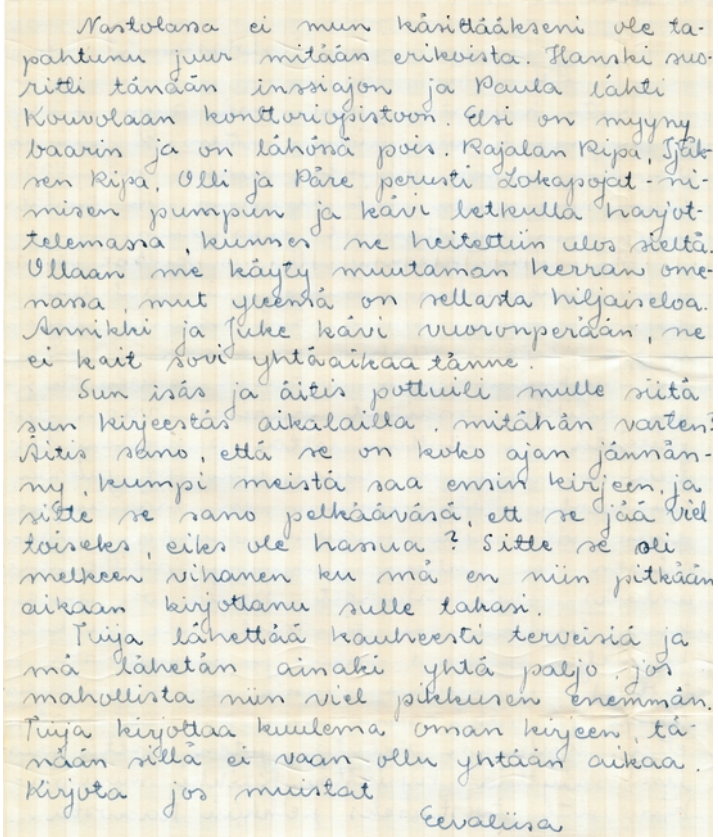 Nastolassa ei mun käsittääkseni ole ta-
pahtunu juur mitään erikoista. Hanski suo-
ritti tänään inssiajon ja Paula lähti
Kouvolaan konttoriopistoon. Elsi on myyny
baarin ja on lähössä pois. Rajalan Ripa, Isäk-
sen Ripa, Olli ja Päre perusti Lokapojat-ni-
misen pumpun ja kävi letkulla harjot-
telemassa, kunnes ne heitettiin ulos sieltä.
Ollaan me käyty muutaman kerran ome-
nassa, mut yleensä on sellasta hiljaiseloa.
Annikki ja Juke kävi vuoronperään, ne
ei kait sovi yhtäaikaa tänne.
Sun isäs ja äitis pottuili mulle siitä
sun kirjeestäs aikalailla, mitähän varten?
Äitis sano, että se on koko ajan jännän-
ny, kumpi meistä saa ensin kirjeen, ja
sitte se sano pelkääväsä, ett se jää viel
toiseks, eiks ole hassua? Sitte se oli
melkeen vihanen ku mä en niin pitkään
aikaan kirjottanu sulle takasi.
Tuija lähettää kauheesti terveisiä ja
mä lähetän ainaki yhtä paljo, jos
mahollista niin viel pikkusen enemmän.
Tuija kirjottaa kuulema oman kirjeen, tä-
nään sillä ei vaan ollu yhtään aikaa.
Kirjota jos muistat
Eevaliisa